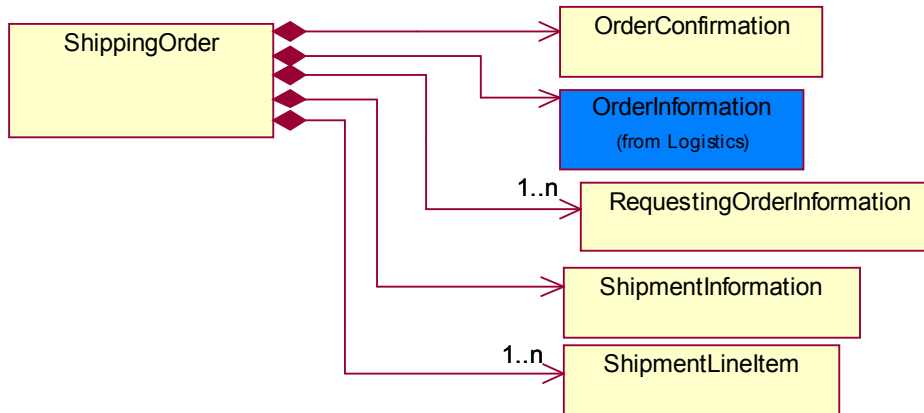 ShippingOrder
OrderConfirmation
OrderInformation
(from Logistics)
1..n
RequestingOrderInformation
ShipmentInformation
1..n
ShipmentLineItem